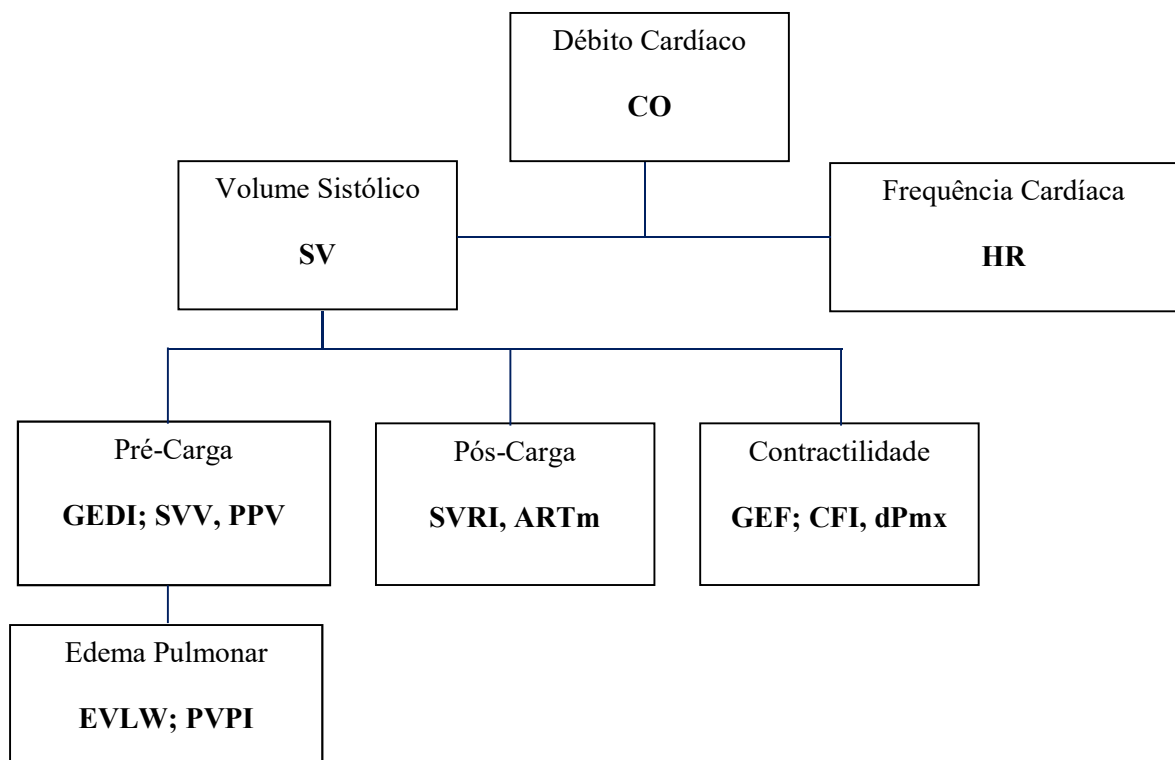 Débito Cardíaco
CO
Volume Sistólico
SV
Frequência Cardíaca
HR
Pré-Carga
GEDI; SVV, PPV
Pós-Carga
SVRI, ARTm
Contractilidade
GEF; CFI, dPmx
Edema Pulmonar
EVLW; PVPI